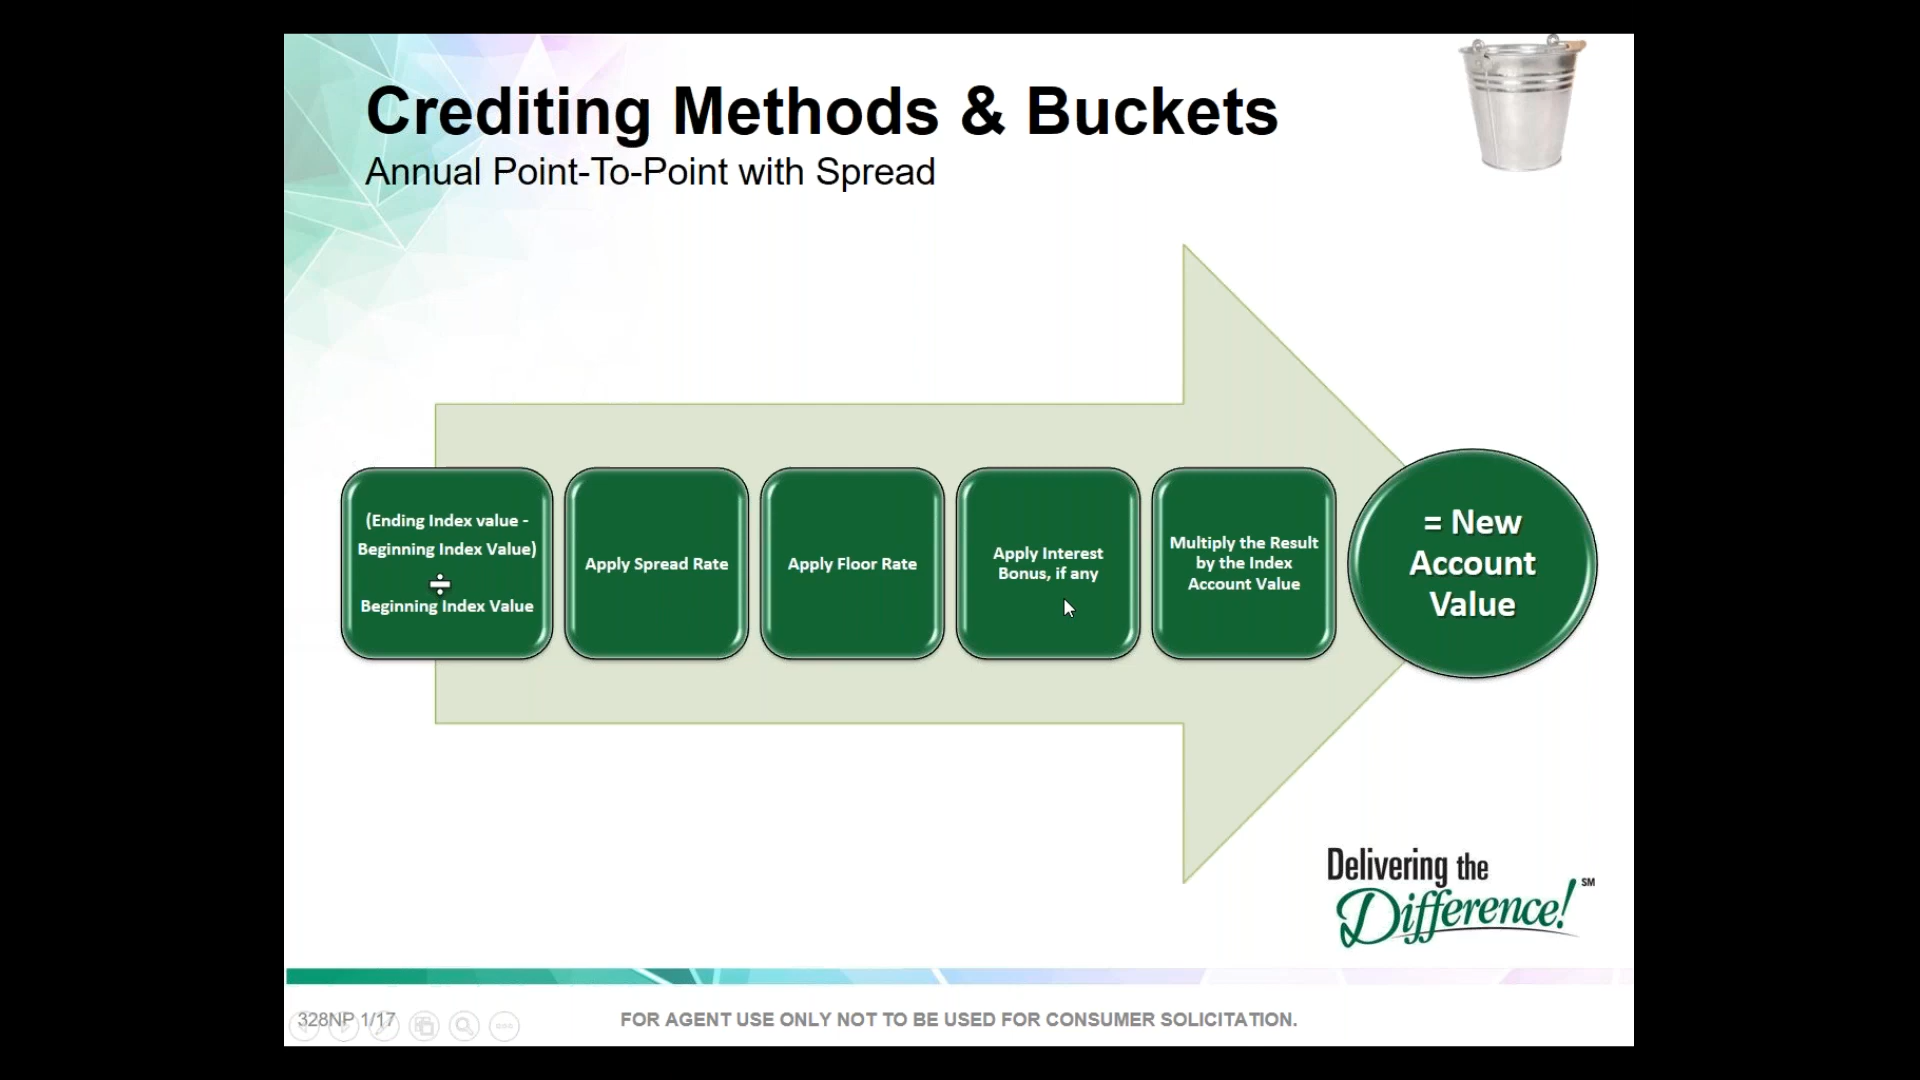 Crediting Methods & Buckets
Annual Point-To-Point with Spread
(Ending Index value -
Beginning Index Value)
÷
Beginning Index Value
Apply Spread Rate
Apply Floor Rate
Apply Interest
Bonus, if any
Multiply the Result
by the Index
Account Value
= New
Account
Value
Delivering the
Difference! SM
328NP 1/17
FOR AGENT USE ONLY NOT TO BE USED FOR CONSUMER SOLICITATION.